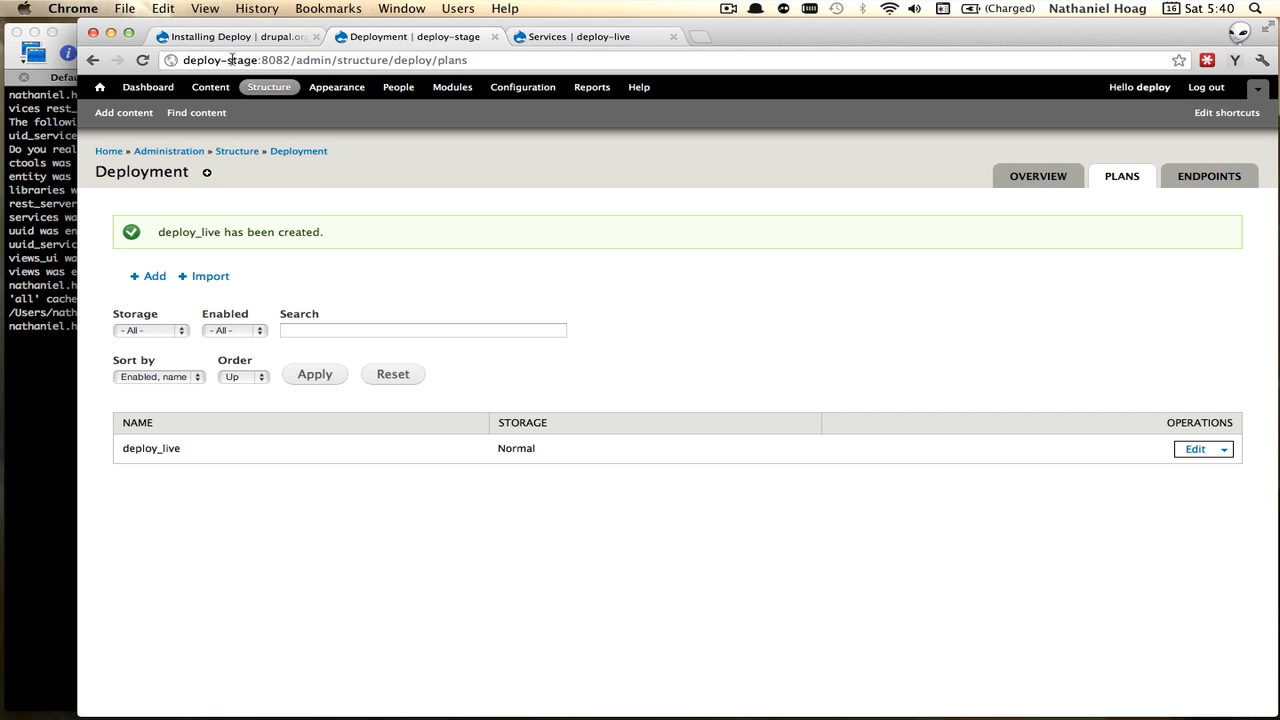 Chrome File Edit View History Bookmarks Window Users Help (Charged) Nathaniel Hoag 16 Sat 5:40
Installing Deploy | drupal.or Deployment | deploy-stage Services | deploy-live
deploy-stage:8082/admin/structure/deploy/plans
Defau
nathaniel.h
vices rest_
The followi
uid_service
Do you real
ctools was
entity was
libraries w
rest_server
services wa
uuid was en
uuid_servic
views_ui wa
views was e
nathaniel.h
'all' cache
/Users/nath
nathaniel.h
Dashboard Content Structure Appearance People Modules Configuration Reports Help Hello deploy Log out
Add content Find content Edit shortcuts
Home » Administration » Structure » Deployment
Deployment
OVERVIEW PLANS ENDPOINTS
deploy_live has been created.
+ Add + Import
Storage Enabled Search
- All - - All -
Sort by Order
Enabled, name Up Apply Reset
NAME STORAGE OPERATIONS
deploy_live Normal Edit